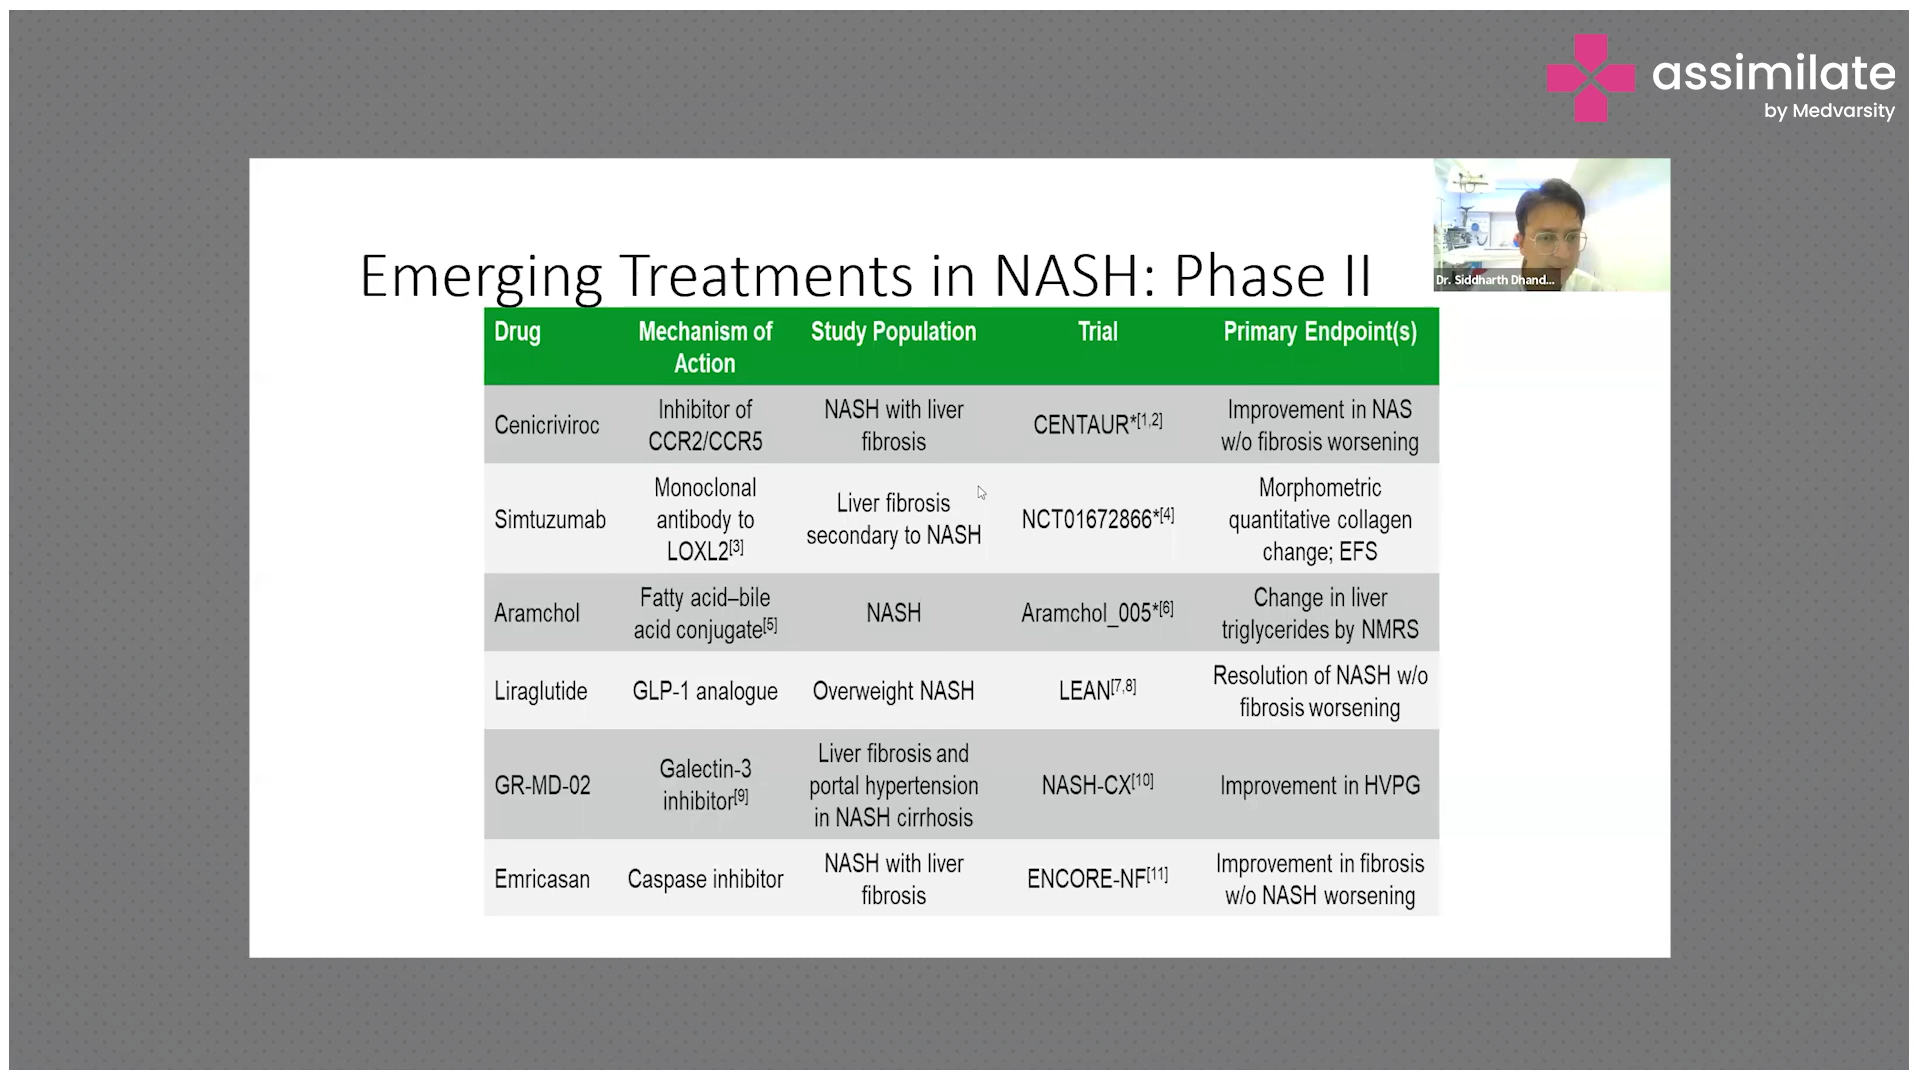 assimilate
by Medvarsity
Dr. Siddharth Dhand...
Emerging Treatments in NASH: Phase II
Drug
Mechanism of
Action
Study Population
Trial
Primary Endpoint(s)
Cenicriviroc
Inhibitor of
CCR2/CCR5
NASH with liver
fibrosis
CENTAUR*[1,2]
Improvement in NAS
w/o fibrosis worsening
Simtuzumab
Monoclonal
antibody to
LOXL2[3]
Liver fibrosis
secondary to NASH
NCT01672866*[4]
Morphometric
quantitative collagen
change; EFS
Aramchol
Fatty acid–bile
acid conjugate[5]
NASH
Aramchol_005*[6]
Change in liver
triglycerides by NMRS
Liraglutide
GLP-1 analogue
Overweight NASH
LEAN[7,8]
Resolution of NASH w/o
fibrosis worsening
GR-MD-02
Galectin-3
inhibitor[9]
Liver fibrosis and
portal hypertension
in NASH cirrhosis
NASH-CX[10]
Improvement in HVPG
Emricasan
Caspase inhibitor
NASH with liver
fibrosis
ENCORE-NF[11]
Improvement in fibrosis
w/o NASH worsening